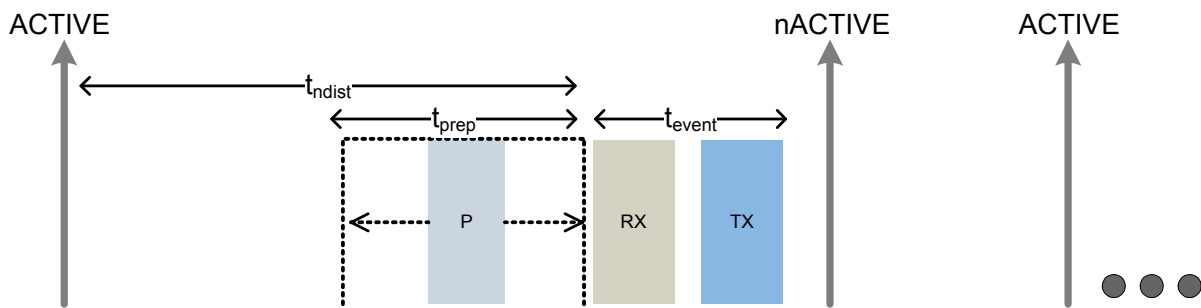 ACTIVE
nACTIVE
ACTIVE
tndist
tprep
tevent
P
RX
TX